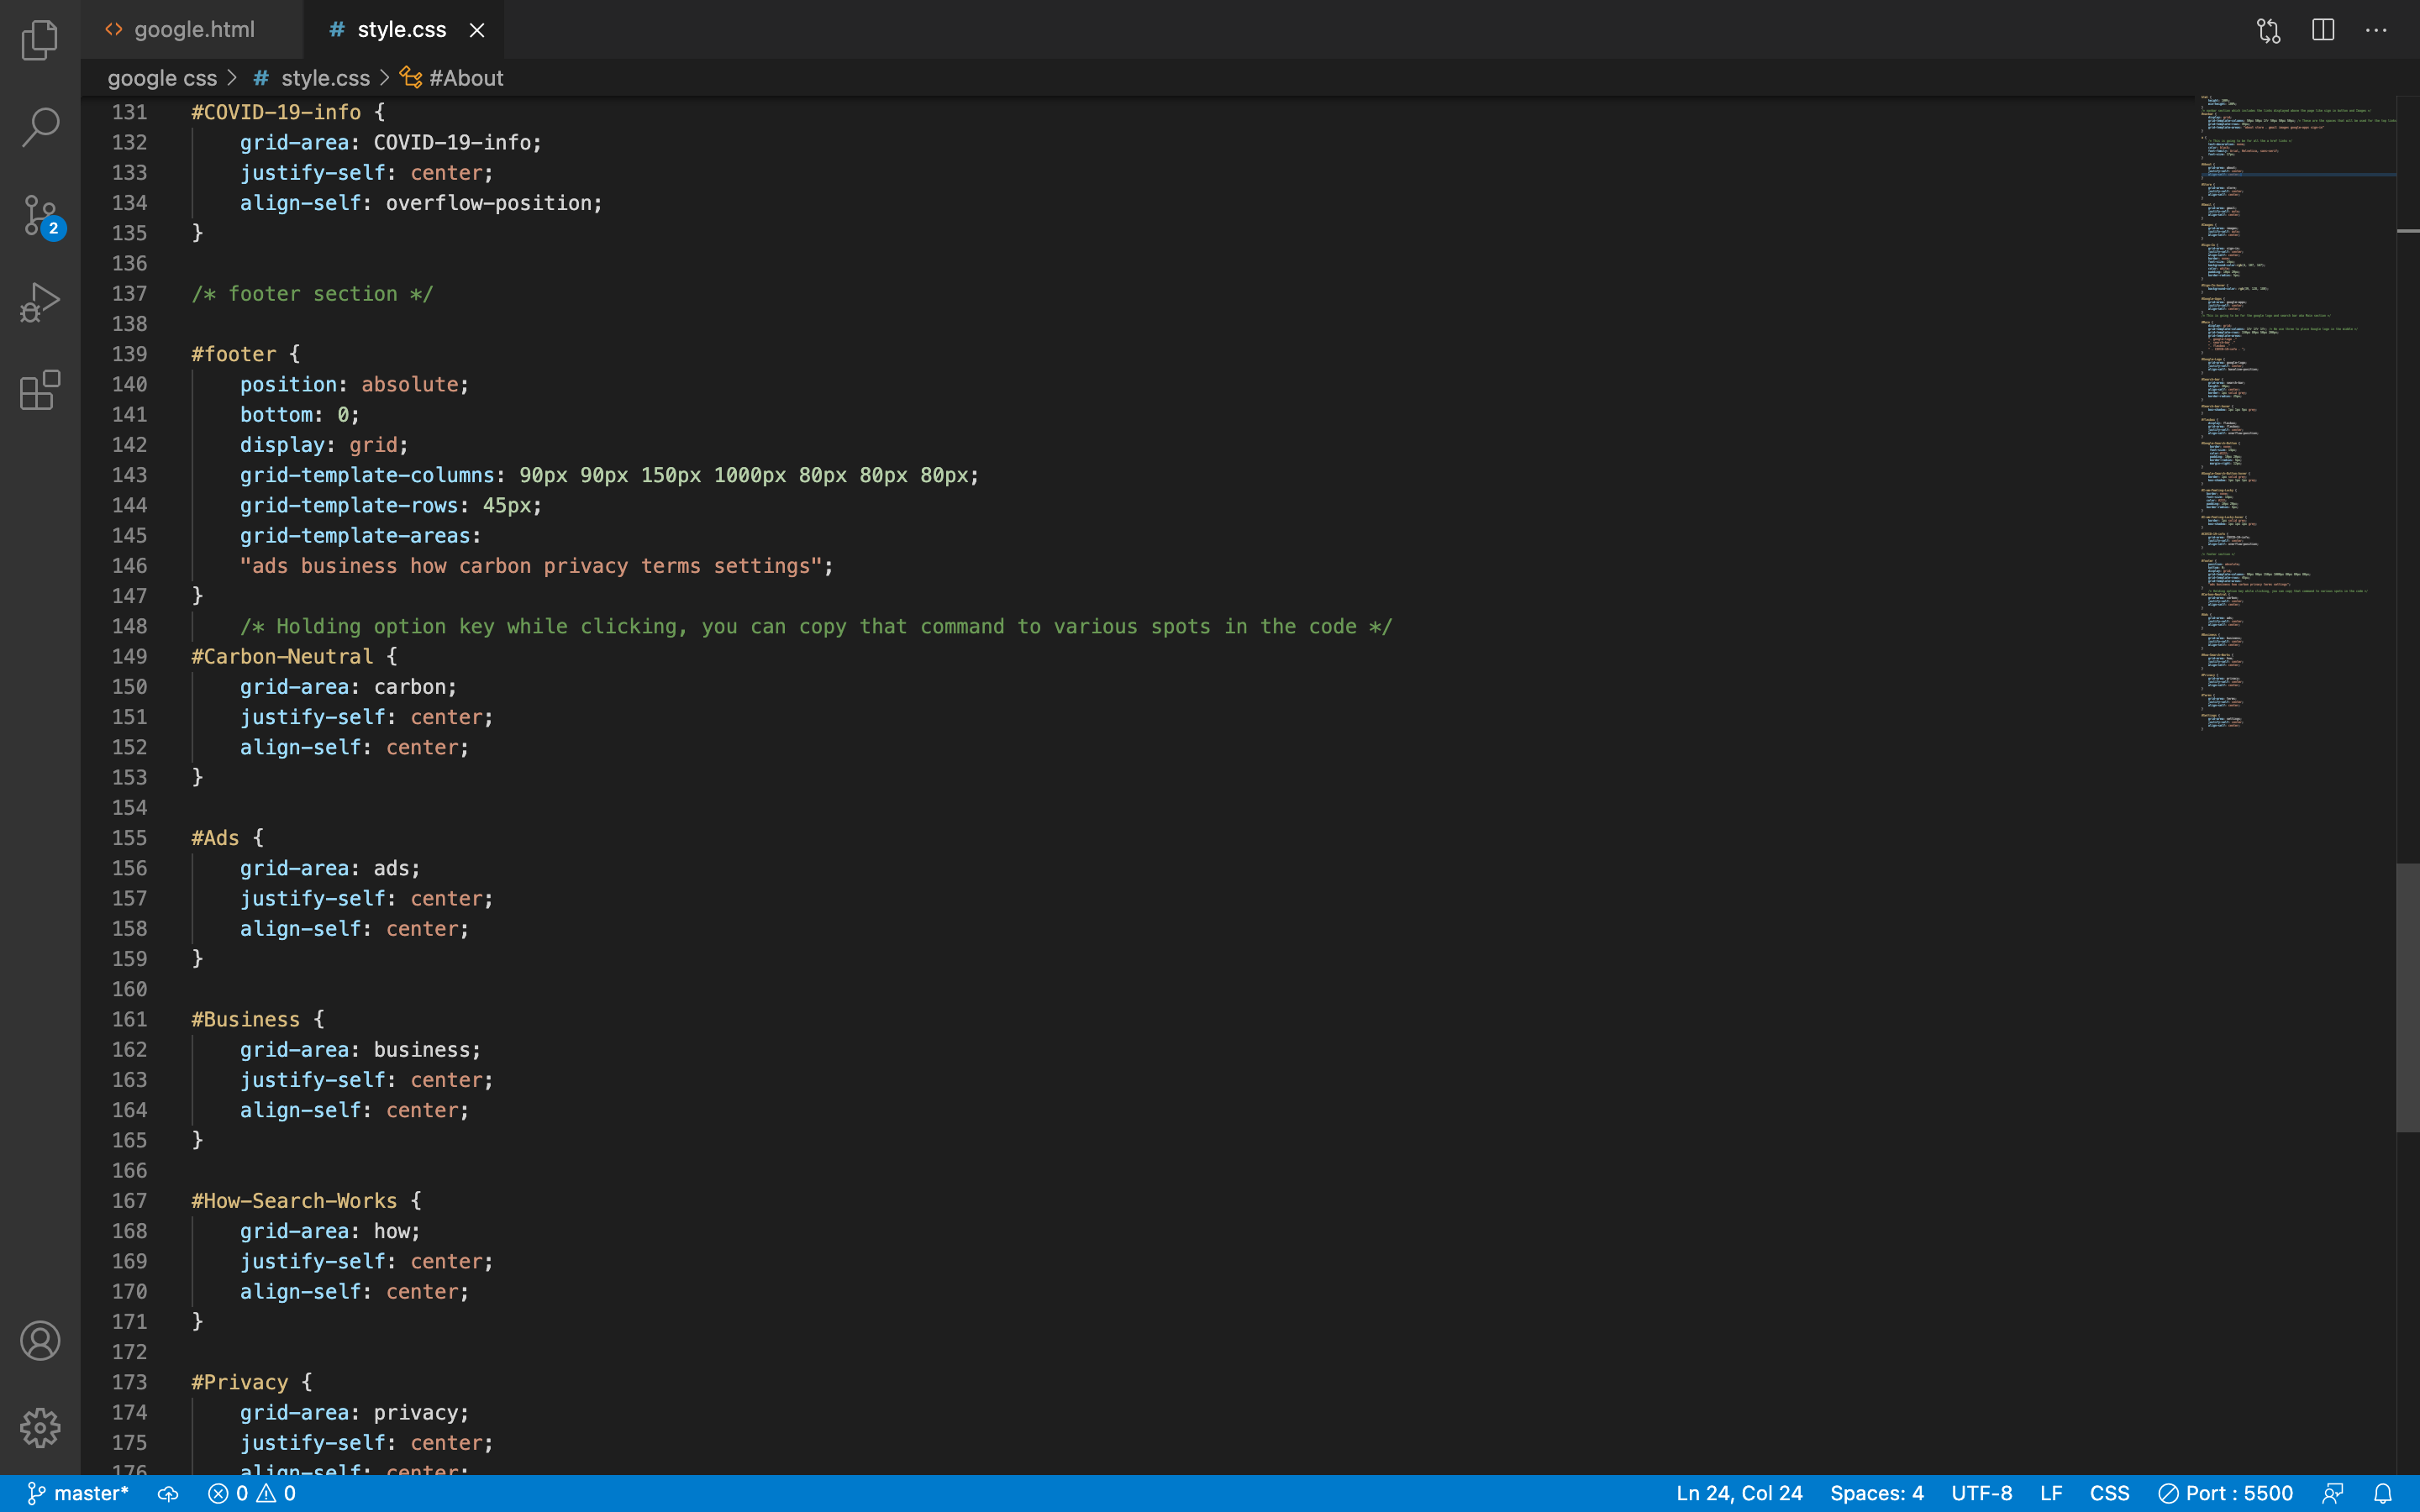 google.html
style.css
google css > # style.css > #About
131 #COVID-19-info {
132 grid-area: COVID-19-info;
133 justify-self: center;
134 align-self: overflow-position;
135 }
136
137 /* footer section */
138
139 #footer {
140 position: absolute;
141 bottom: 0;
142 display: grid;
143 grid-template-columns: 90px 90px 150px 1000px 80px 80px 80px;
144 grid-template-rows: 45px;
145 grid-template-areas:
146 "ads business how carbon privacy terms settings";
147 }
148 /* Holding option key while clicking, you can copy that command to various spots in the code */
149 #Carbon-Neutral {
150 grid-area: carbon;
151 justify-self: center;
152 align-self: center;
153 }
154
155 #Ads {
156 grid-area: ads;
157 justify-self: center;
158 align-self: center;
159 }
160
161 #Business {
162 grid-area: business;
163 justify-self: center;
164 align-self: center;
165 }
166
167 #How-Search-Works {
168 grid-area: how;
169 justify-self: center;
170 align-self: center;
171 }
172
173 #Privacy {
174 grid-area: privacy;
175 justify-self: center;
176 align-self: center;
2
master* 0 0 Ln 24, Col 24 Spaces: 4 UTF-8 LF CSS Port : 5500